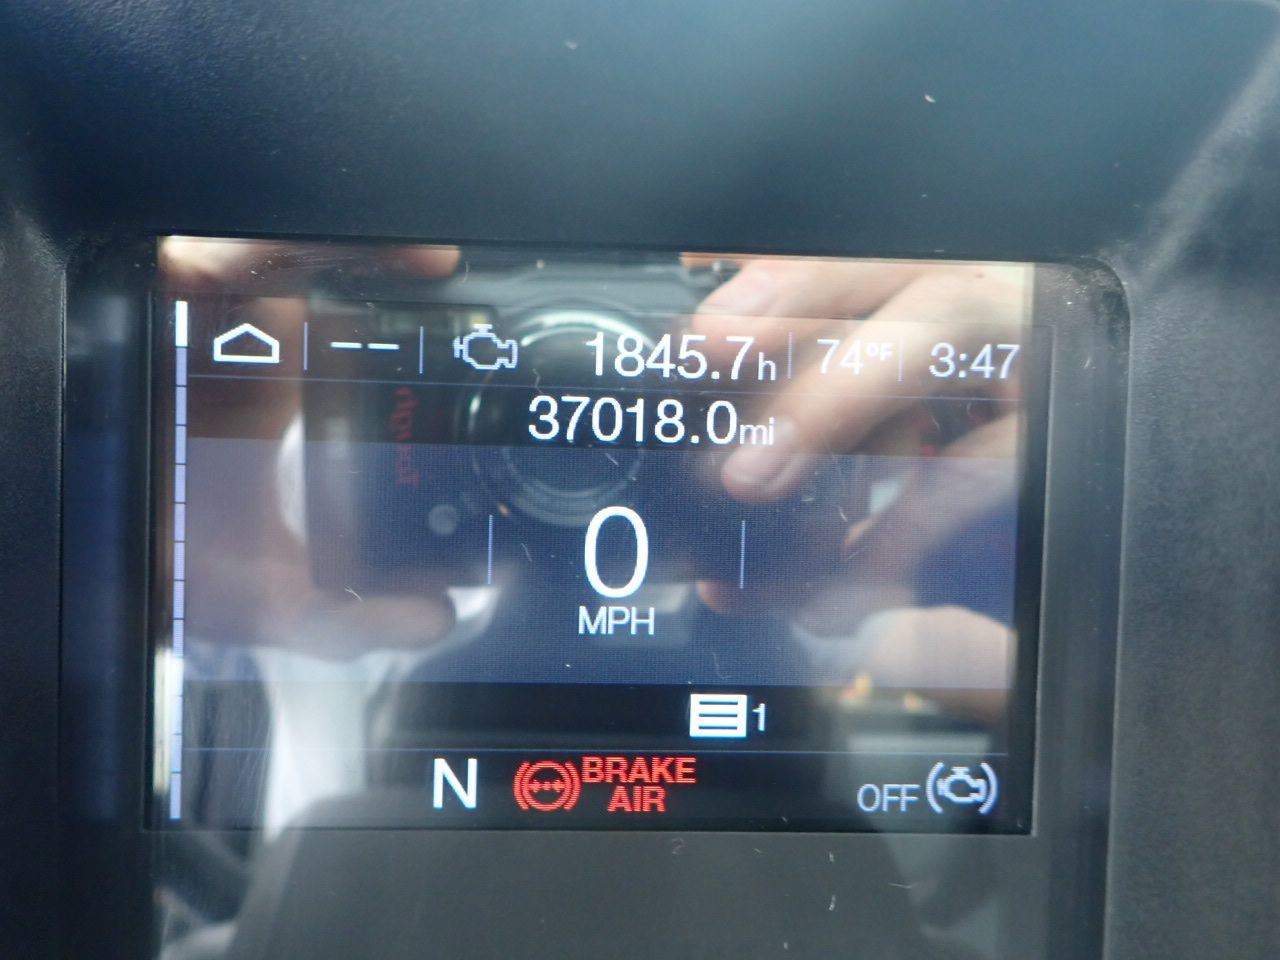 -- 1845.7h 74°F 3:47
37018.0mi
0
MPH
1
N BRAKE AIR OFF